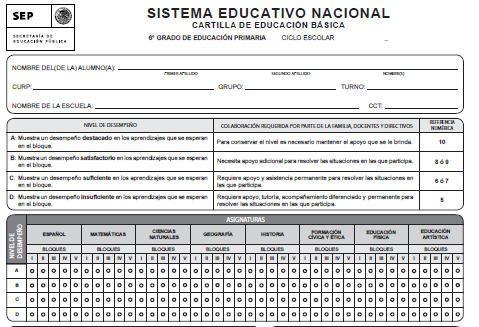 SEP
SECRETARÍA DE
EDUCACIÓN PÚBLICA
SISTEMA EDUCATIVO NACIONAL
CARTILLA DE EDUCACIÓN BÁSICA
6º GRADO DE EDUCACIÓN PRIMARIA CICLO ESCOLAR
NOMBRE DEL(DE LA) ALUMNO(A):
PRIMER APELLIDO SEGUNDO APELLIDO NOMBRE(S)
CURP: GRUPO: TURNO:
NOMBRE DE LA ESCUELA: CCT:
NIVEL DE DESEMPEÑO COLABORACIÓN REQUERIDA POR PARTE DE LA FAMILIA, DOCENTES Y DIRECTIVOS REFERENCIA NUMÉRICA
A: Muestra un desempeño destacado en los aprendizajes que se esperan en el bloque. Para conservar el nivel es necesario mantener el apoyo que se le brinda. 10
B: Muestra un desempeño satisfactorio en los aprendizajes que se esperan en el bloque. Necesita apoyo adicional para resolver las situaciones en las que participa. 8 ó 9
C: Muestra un desempeño suficiente en los aprendizajes que se esperan en el bloque. Requiere apoyo y asistencia permanente para resolver las situaciones en las que participa. 6 ó 7
D: Muestra un desempeño insuficiente en los aprendizajes que se esperan en el bloque. Requiere apoyo, tutoría, acompañamiento diferenciado y permanente para resolver las situaciones en las que participa. 5
NIVEL DE DESEMPEÑO
ASIGNATURAS
ESPAÑOL MATEMÁTICAS CIENCIAS NATURALES GEOGRAFÍA HISTORIA FORMACIÓN CÍVICA Y ÉTICA EDUCACIÓN FÍSICA EDUCACIÓN ARTÍSTICA
BLOQUES BLOQUES BLOQUES BLOQUES BLOQUES BLOQUES BLOQUES BLOQUES
I II III IV V I II III IV V I II III IV V I II III IV V I II III IV V I II III IV V I II III IV V I II III IV V
A
B
C
D